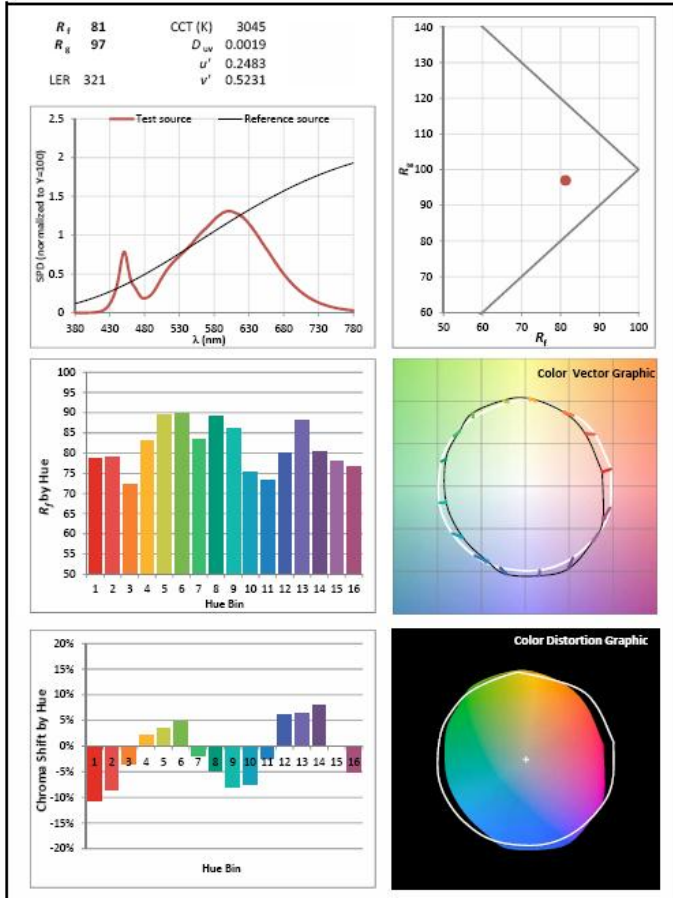 Rf 81 CCT (K) 3045
Rg 97 Duv 0.0019
u' 0.2483
LER 321 v' 0.5231
2.5
2
1.5
1
0.5
0
SPD (normalized to Y=100)
Test source Reference source
380 430 480 530 580 630 680 730 780
λ (nm)
140
130
120
110
100
90
80
70
60
Rg
50 60 70 80 90 100
Rf
100
95
90
85
80
75
70
65
60
55
50
Rf by Hue
1 2 3 4 5 6 7 8 9 10 11 12 13 14 15 16
Hue Bin
Color Vector Graphic
20%
15%
10%
5%
0%
-5%
-10%
-15%
-20%
Chroma Shift by Hue
1 2 3 4 5 6 7 8 9 10 11 12 13 14 15 16
Hue Bin
Color Distortion Graphic